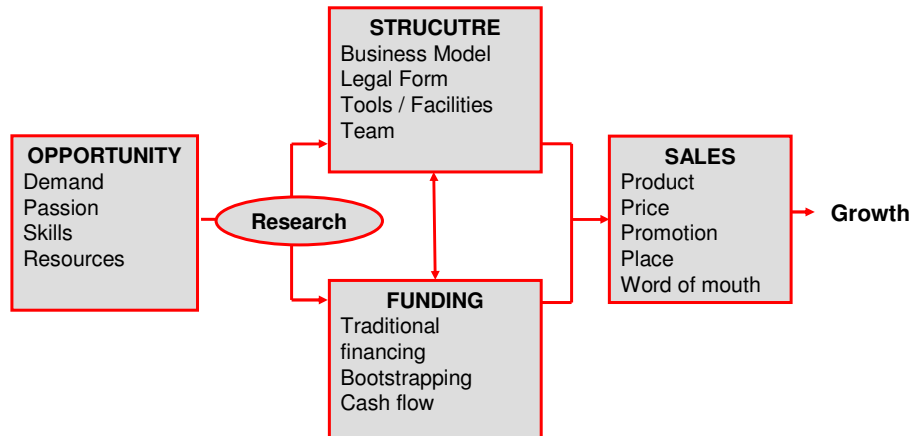 STRUCUTRE
Business Model
Legal Form
Tools / Facilities
Team
OPPORTUNITY
Demand
Passion
Skills
Resources
Research
FUNDING
Traditional
financing
Bootstrapping
Cash flow
SALES
Product
Price
Promotion
Place
Word of mouth
Growth